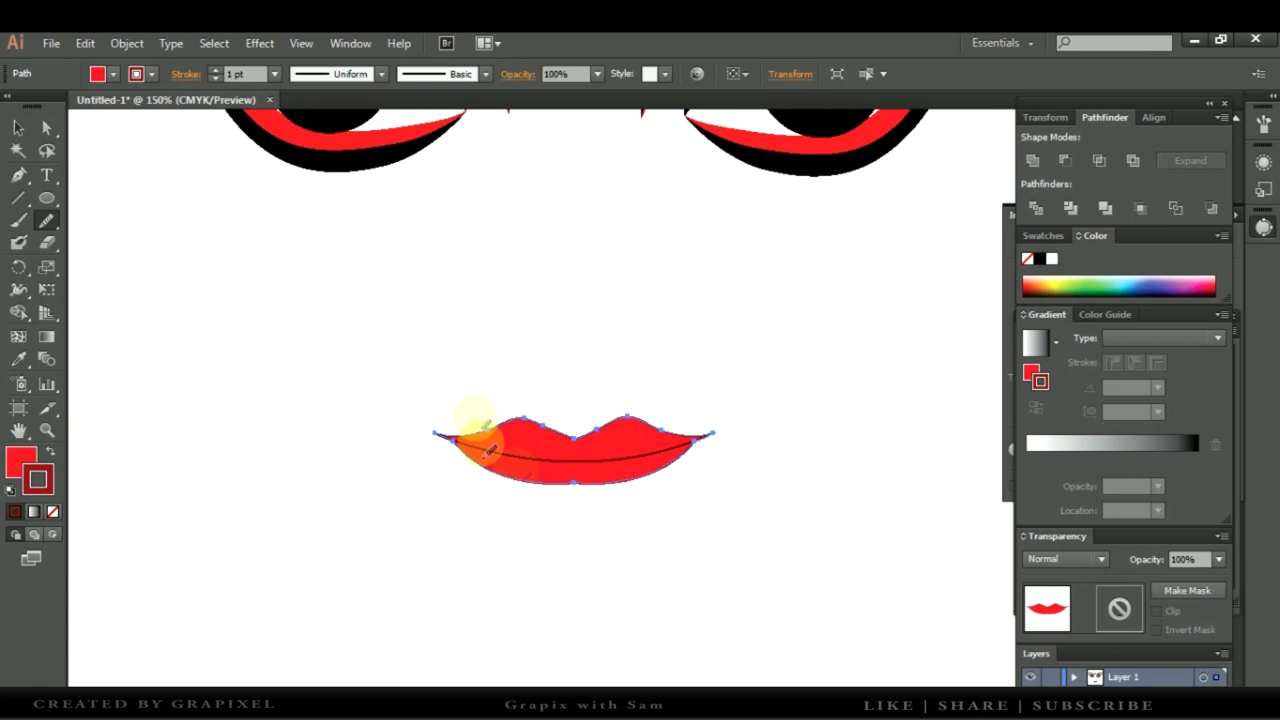 Ai File Edit Object Type Select Effect View Window Help Br Essentials
Path Stroke: 1 pt Uniform Basic Opacity: 100% Style: Transform
Untitled-1* @ 150% (CMYK/Preview) ×
Transform Pathfinder Align
Shape Modes:
Expand
Pathfinders:
Swatches Color
Gradient Color Guide
Type:
Stroke:
Opacity:
Location:
Transparency
Normal Opacity: 100%
Make Mask
Clip
Invert Mask
Layers
Layer 1
CREATED BY GRAPIXEL Grapix with Sam LIKE | SHARE | SUBSCRIBE